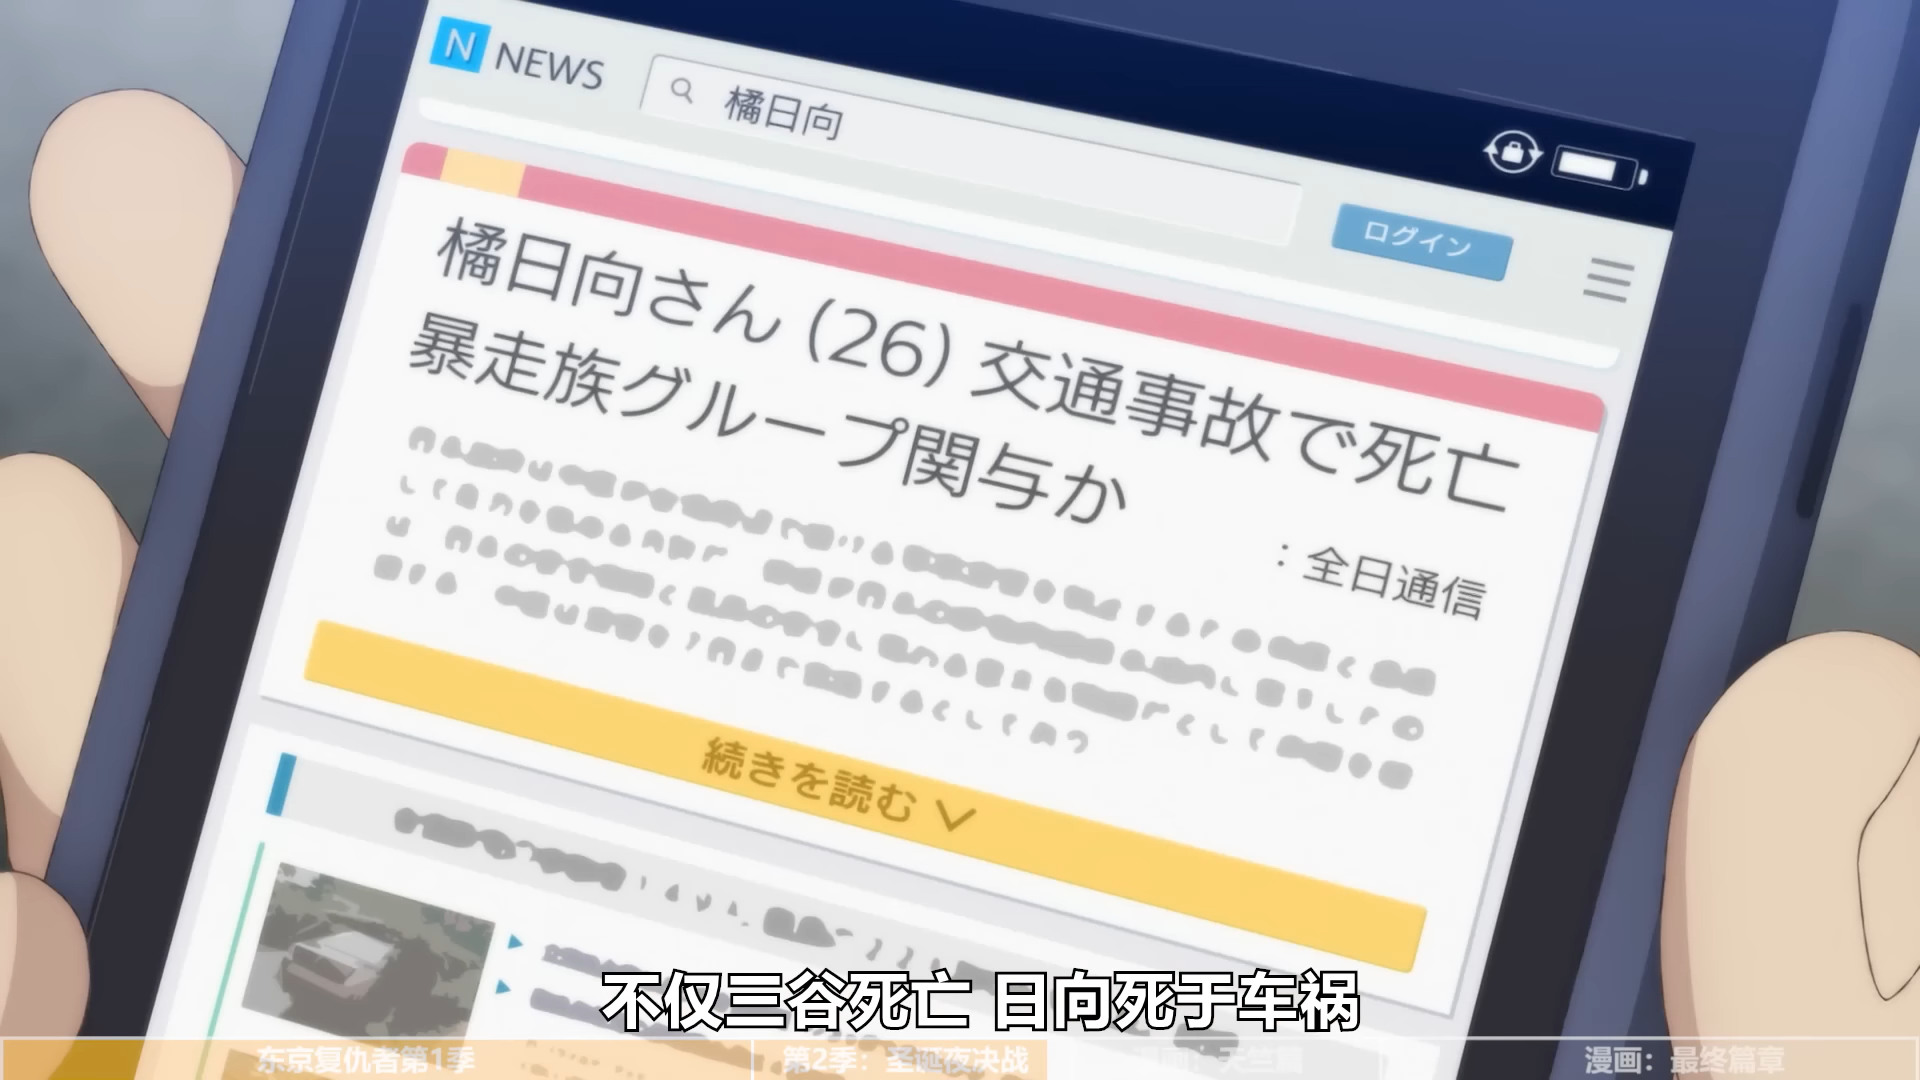 N NEWS
橘日向
ログイン
橘日向さん (26) 交通事故で死亡
暴走族グループ関与か
：全日通信
続きを読む
不仅三谷死亡 日向死于车祸
东京复仇者第1季
第2季：圣诞夜决战
天竺篇
漫画：最终篇章